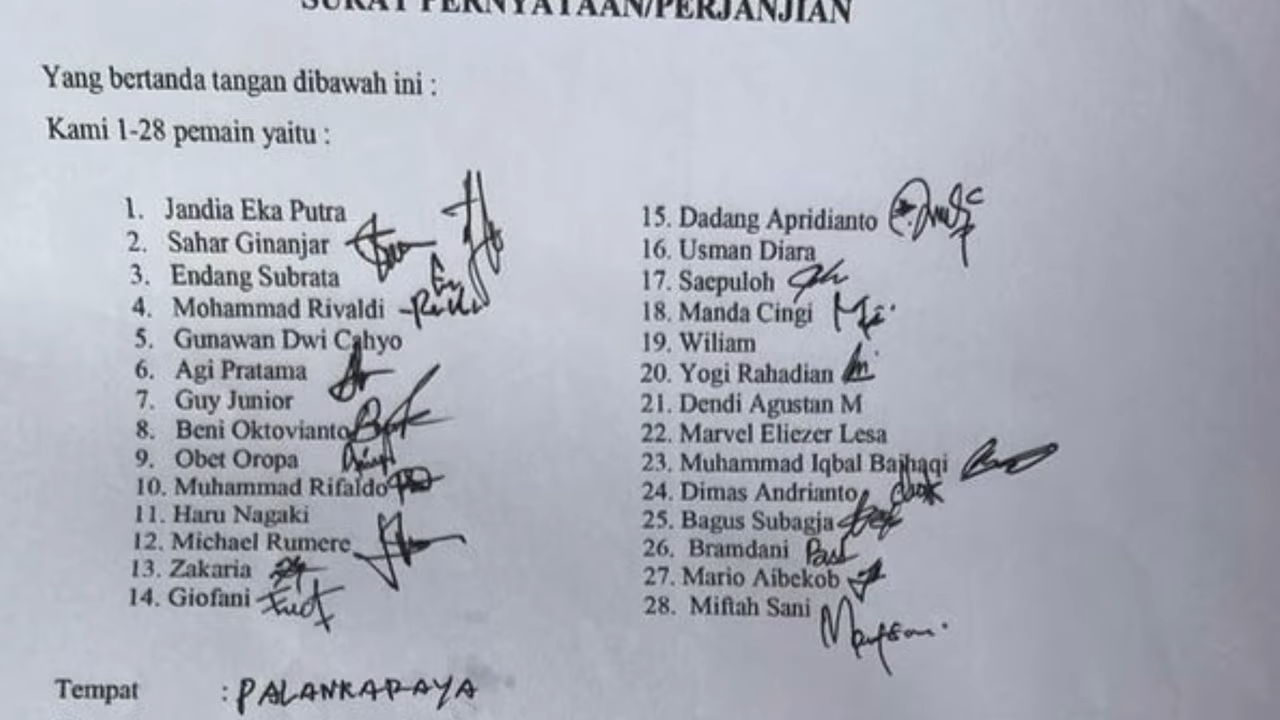 SURAT PERNYATAAN/PERJANJIAN
Yang bertanda tangan dibawah ini :
Kami 1-28 pemain yaitu :
1. Jandia Eka Putra
2. Sahar Ginanjar
3. Endang Subrata
4. Mohammad Rivaldi
5. Gunawan Dwi Cahyo
6. Agi Pratama
7. Guy Junior
8. Beni Oktovianto
9. Obet Oropa
10. Muhammad Rifaldo
11. Haru Nagaki
12. Michael Rumere
13. Zakaria
14. Giofani
15. Dadang Apridianto
16. Usman Diara
17. Saepuloh
18. Manda Cingi
19. Wiliam
20. Yogi Rahadian
21. Dendi Agustan M
22. Marvel Eliezer Lesa
23. Muhammad Iqbal Baihaqi
24. Dimas Andrianto
25. Bagus Subagja
26. Bramdani
27. Mario Aibekob
28. Miftah Sani
Tempat : PALANKARAYA